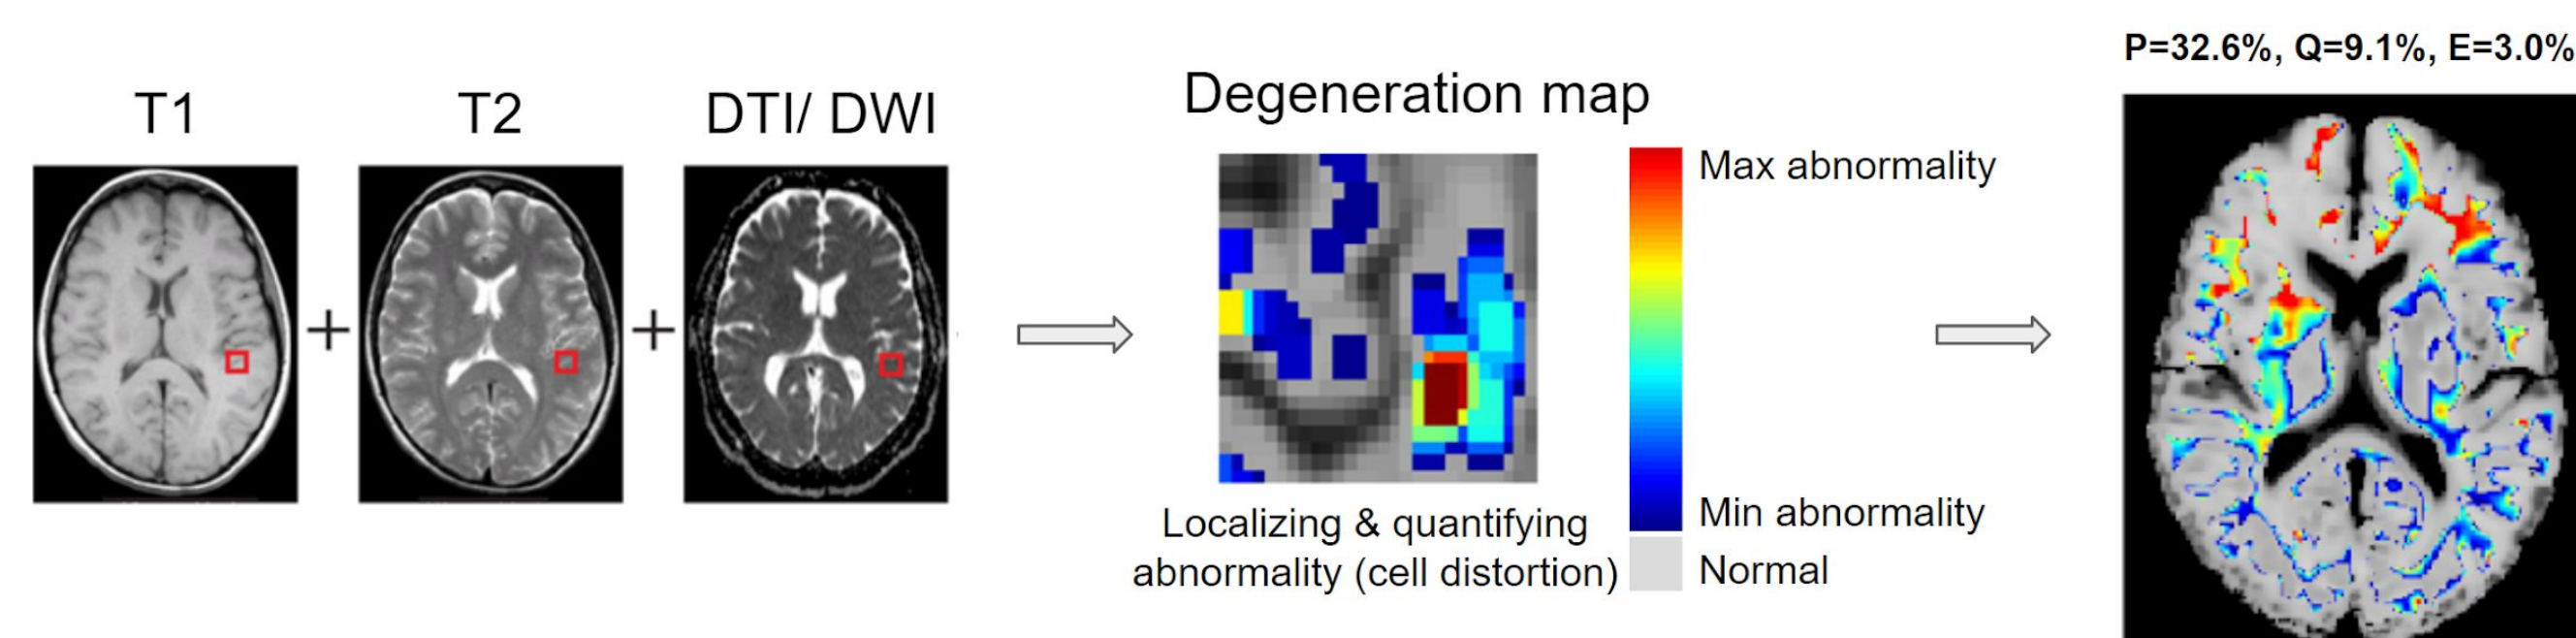 P=32.6%, Q=9.1%, E=3.0%
T1
T2
DTI/ DWI
+
+
Degeneration map
Max abnormality
Min abnormality
Normal
Localizing & quantifying
abnormality (cell distortion)